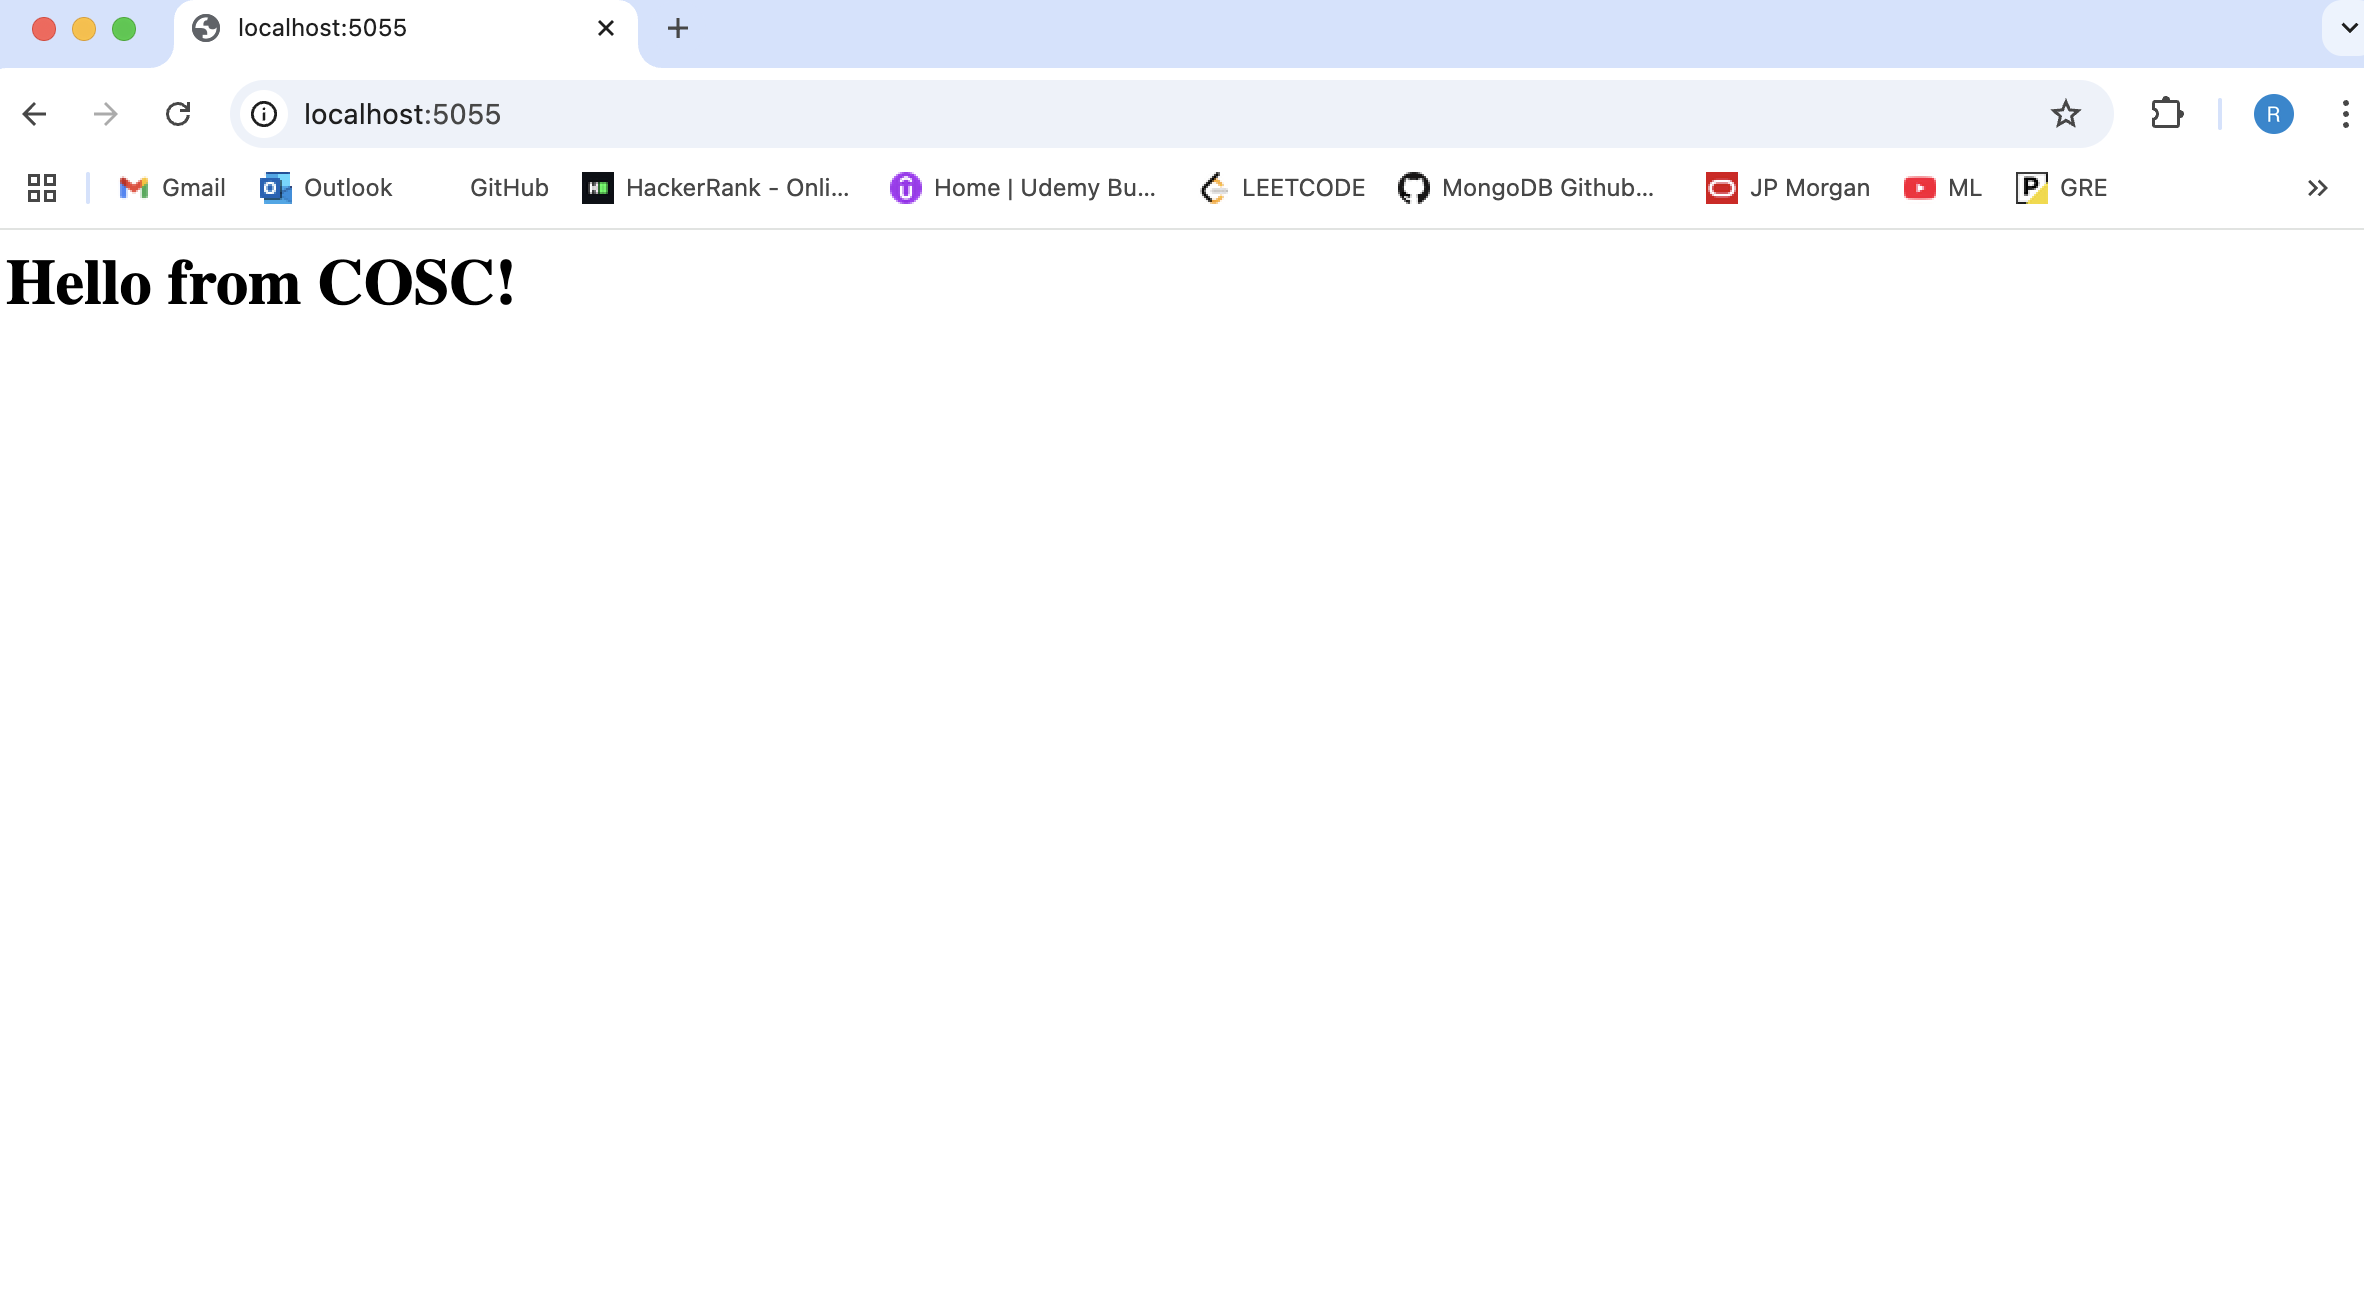 localhost:5055
localhost:5055
R
Gmail Outlook GitHub HackerRank - Onli... Home | Udemy Bu... LEETCODE MongoDB Github... JP Morgan ML GRE
Hello from COSC!